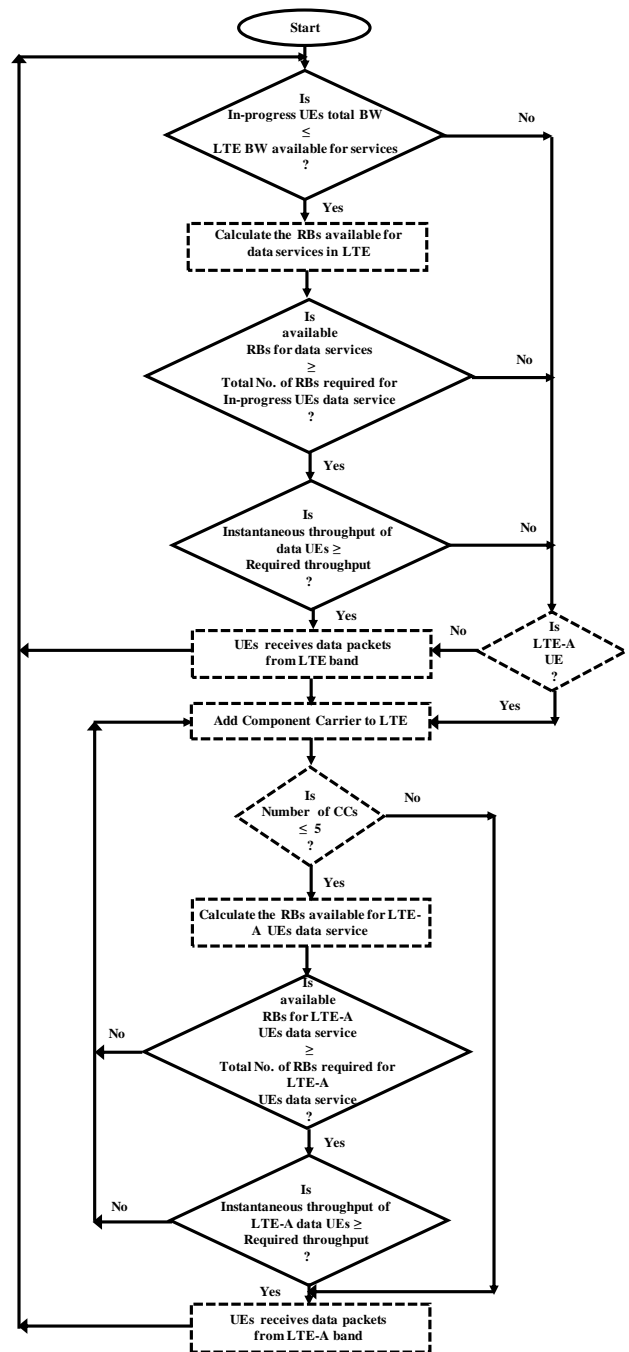 Start
Is
In-progress UEs total BW
≤
LTE BW available for services
?
No
Yes
Calculate the RBs available for
data services in LTE
Is
available
RBs for data services
≥
Total No. of RBs required for
In-progress UEs data service
?
No
Yes
Is
Instantaneous throughput of
data UEs ≥
Required throughput
?
No
Yes
UEs receives data packets
from LTE band
No
Is
LTE-A
UE
?
Yes
Add Component Carrier to LTE
Is
Number of CCs
≤ 5
?
No
Yes
Calculate the RBs available for LTE-
A UEs data service
Is
available
RBs for LTE-A
UEs data service
≥
Total No. of RBs required for
LTE-A
UEs data service
?
No
Yes
Is
Instantaneous throughput of
LTE-A data UEs ≥
Required throughput
?
No
Yes
UEs receives data packets
from LTE-A band